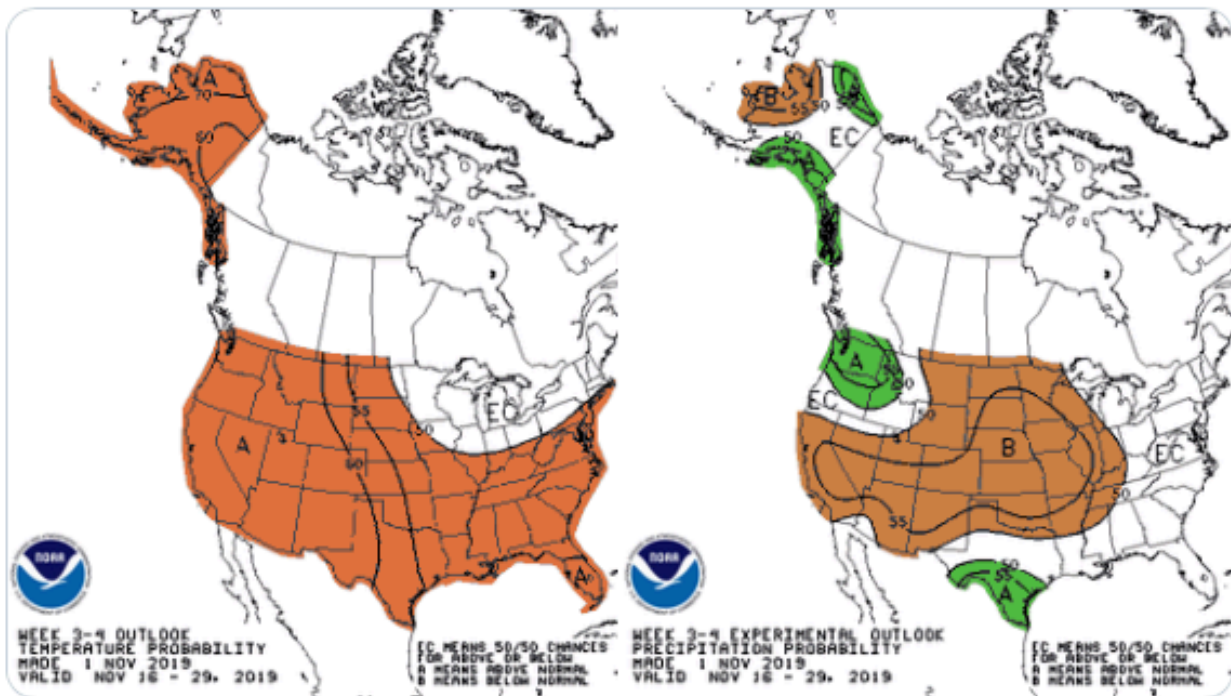 A
70
60
A
55
60
50
EC
A
NOAA
WEEK 3-4 OUTLOOK
TEMPERATURE PROBABILITY
MADE 1 NOV 2019
VALID NOV 16 - 29, 2019
EC MEANS 50/50 CHANCES
FOR ABOVE OR BELOW
A MEANS ABOVE NORMAL
B MEANS BELOW NORMAL
B
55
50
EC
50
A
50
EC
50
B
EC
50
55
50
55
A
NOAA
WEEK 3-4 EXPERIMENTAL OUTLOOK
PRECIPITATION PROBABILITY
MADE 1 NOV 2019
VALID NOV 16 - 29, 2019
EC MEANS 50/50 CHANCES
FOR ABOVE OR BELOW
A MEANS ABOVE NORMAL
B MEANS BELOW NORMAL